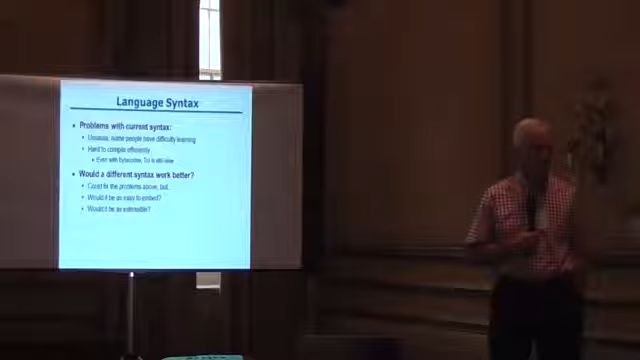 Language Syntax
• Problems with current syntax:
• Unusual, some people have difficulty learning
• Hard to compile efficiently
• Even with bytecodes, Tcl is still slow
• Would a different syntax work better?
• Could fix the problems above, but...
• Would it be as easy to embed?
• Would it be as extensible?